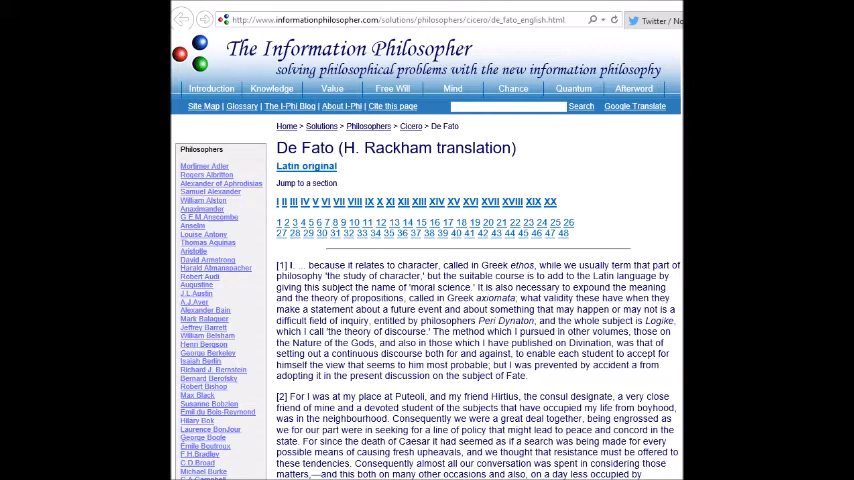 http://www.informationphilosopher.com/solutions/philosophers/cicero/de_fato_english.html
Twitter / No
The Information Philosopher
solving philosophical problems with the new information philosophy
Introduction Knowledge Value Free Will Mind Chance Quantum Afterword
Site Map | Glossary | The I-Phi Blog | About I-Phi | Cite this page Search Google Translate
Home > Solutions > Philosophers > Cicero > De Fato
De Fato (H. Rackham translation)
Latin original
Jump to a section
I II III IV V VI VII VIII IX X XI XII XIII XIV XV XVI XVII XVIII XIX XX
1 2 3 4 5 6 7 8 9 10 11 12 13 14 15 16 17 18 19 20 21 22 23 24 25 26
27 28 29 30 31 32 33 34 35 36 37 38 39 40 41 42 43 44 45 46 47 48
Philosophers
Mortimer Adler
Rogers Albritton
Alexander of Aphrodisias
Samuel Alexander
William Alston
Anaximander
G.E.M.Anscombe
Anselm
Louise Antony
Thomas Aquinas
Aristotle
David Armstrong
Harald Atmanspacher
Robert Audi
Augustine
J.L.Austin
A.J.Ayer
Alexander Bain
Mark Balaguer
Jeffrey Barrett
William Belsham
Henri Bergson
George Berkeley
Isaiah Berlin
Richard J. Bernstein
Bernard Berofsky
Robert Bishop
Max Black
Susanne Bobzien
Emil du Bois-Reymond
Hilary Bok
Laurence BonJour
George Boole
Émile Boutroux
F.H.Bradley
C.D.Broad
Michael Burke
[1] I. ... because it relates to character, called in Greek ethos, while we usually term that part of
philosophy 'the study of character,' but the suitable course is to add to the Latin language by
giving this subject the name of 'moral science.' It is also necessary to expound the meaning
and the theory of propositions, called in Greek axiomata; what validity these have when they
make a statement about a future event and about something that may happen or may not is a
difficult field of inquiry, entitled by philosophers Peri Dynaton, and the whole subject is Logike,
which I call 'the theory of discourse.' The method which I pursued in other volumes, those on
the Nature of the Gods, and also in those which I have published on Divination, was that of
setting out a continuous discourse both for and against, to enable each student to accept for
himself the view that seems to him most probable; but I was prevented by accident from
adopting it in the present discussion on the subject of Fate.
[2] For I was at my place at Puteoli, and my friend Hirtius, the consul designate, a very close
friend of mine and a devoted student of the subjects that have occupied my life from boyhood,
was in the neighbourhood. Consequently we were a great deal together, being engrossed as
we for our part were in seeking for a line of policy that might lead to peace and concord in the
state. For since the death of Caesar it had seemed as if a search was being made for every
possible means of causing fresh upheavals, and we thought that resistance must be offered to
these tendencies. Consequently almost all our conversation was spent in considering those
matters,—and this both on many other occasions and also, on a day less occupied by